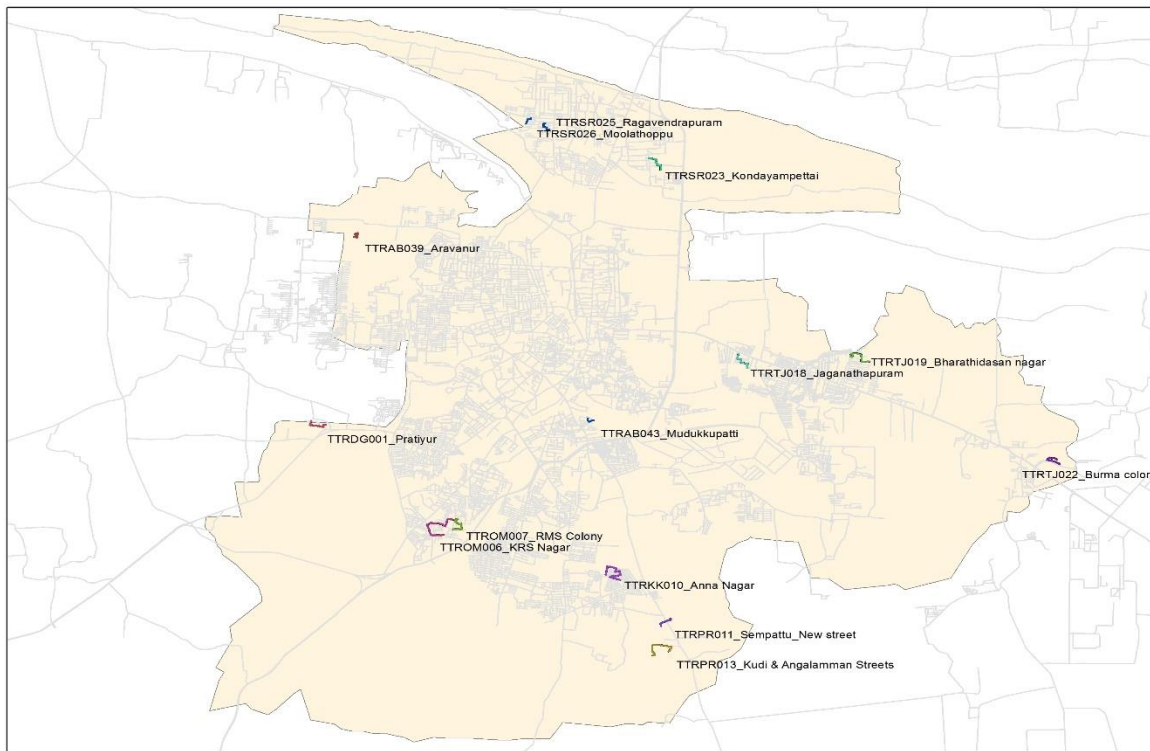 TTRSR025_Ragavendrapuram
TTRSR026_Moolathoppu
TTRSR023_Kondayampettai
TTRAB039_Aravanur
TTRTJ019_Bharathidasan nagar
TTRTJ018_Jaganathapuram
TTRAB043_Mudukkupatti
TTRDG001_Pratiyur
TTRTJ022_Burma colon
TTROM007_RMS Colony
TTROM006_KRS Nagar
TTRKK010_Anna Nagar
TTRPR011_Sempattu_New street
TTRPR013_Kudi & Angalamman Streets